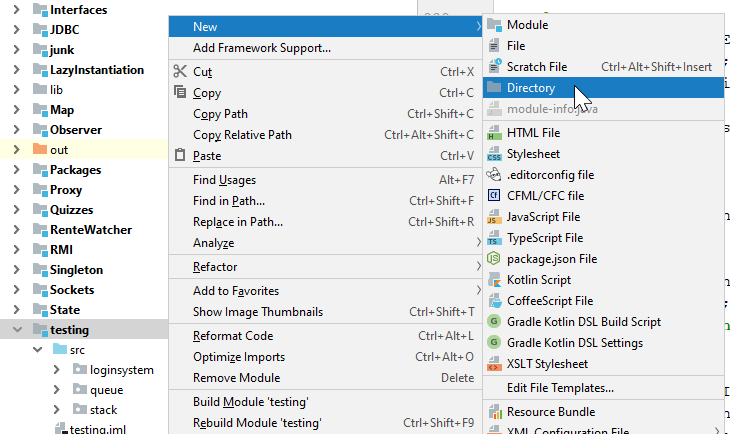 Interfaces
JDBC
junk
LazyInstantiation
lib
Map
Observer
out
Packages
Proxy
Quizzes
RenteWatcher
RMI
Singleton
Sockets
State
testing
src
loginsystem
queue
stack
testing.iml
New
Add Framework Support...
Cut Ctrl+X
Copy Ctrl+C
Copy Path Ctrl+Shift+C
Copy Relative Path Ctrl+Alt+Shift+C
Paste Ctrl+V
Find Usages Alt+F7
Find in Path... Ctrl+Shift+F
Replace in Path... Ctrl+Shift+R
Analyze
Refactor
Add to Favorites
Show Image Thumbnails Ctrl+Shift+T
Reformat Code Ctrl+Alt+L
Optimize Imports Ctrl+Alt+O
Remove Module Delete
Build Module 'testing'
Rebuild Module 'testing' Ctrl+Shift+F9
Module
File
Scratch File Ctrl+Alt+Shift+Insert
Directory
module-info.java
HTML File
Stylesheet
.editorconfig file
CFML/CFC file
JavaScript File
TypeScript File
package.json File
Kotlin Script
CoffeeScript File
Gradle Kotlin DSL Build Script
Gradle Kotlin DSL Settings
XSLT Stylesheet
Edit File Templates...
Resource Bundle
XML Configuration File